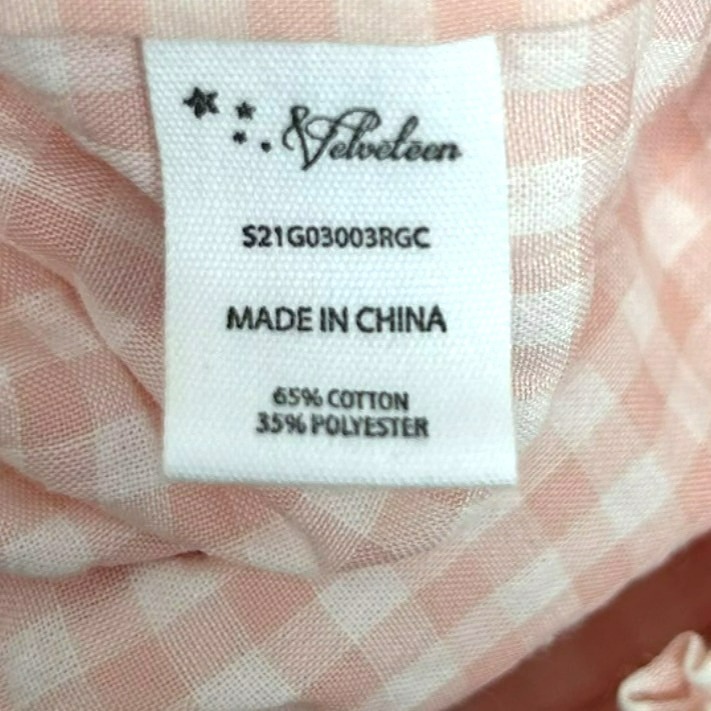 Velveteen
S21G03003RGC
MADE IN CHINA
65% COTTON
35% POLYESTER